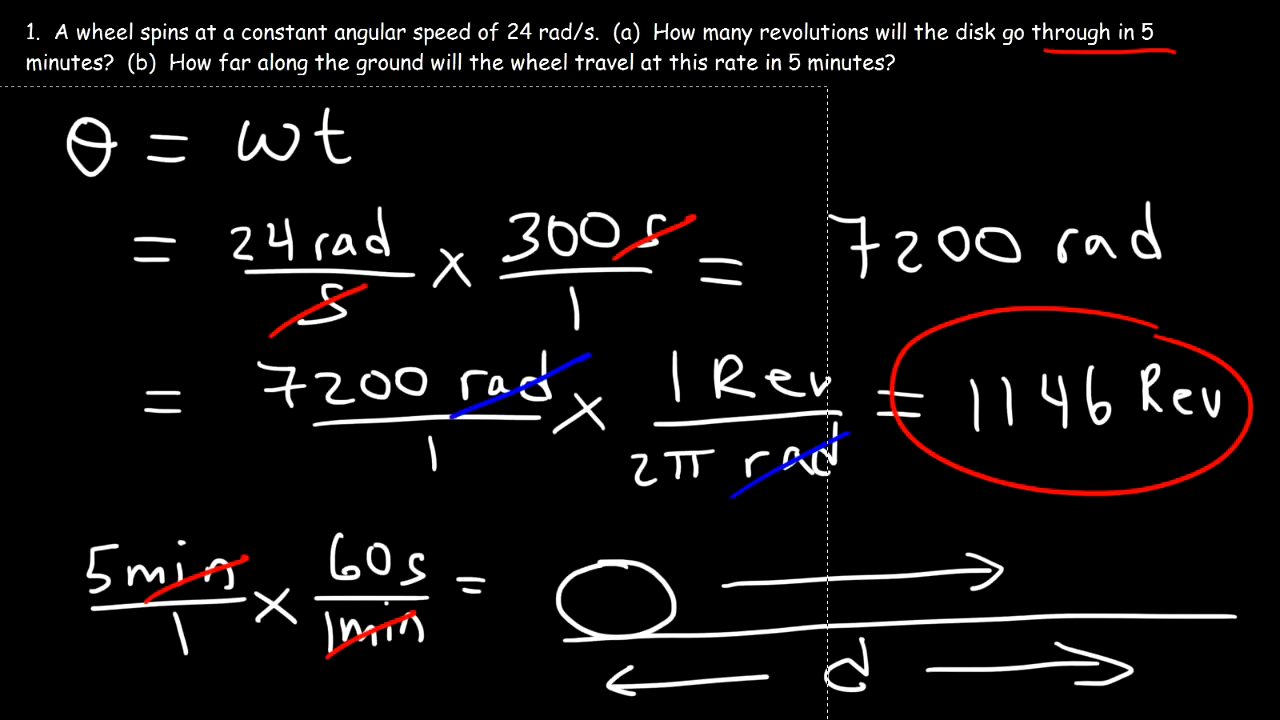 1. A wheel spins at a constant angular speed of 24 rad/s. (a) How many revolutions will the disk go through in 5
minutes? (b) How far along the ground will the wheel travel at this rate in 5 minutes?
θ = ωt
= 24 rad/s × 300 s/1 = 7200 rad
= 7200 rad/1 × 1 Rev/2π rad = 1146 Rev
5 min/1 × 60 s/1 min =
d